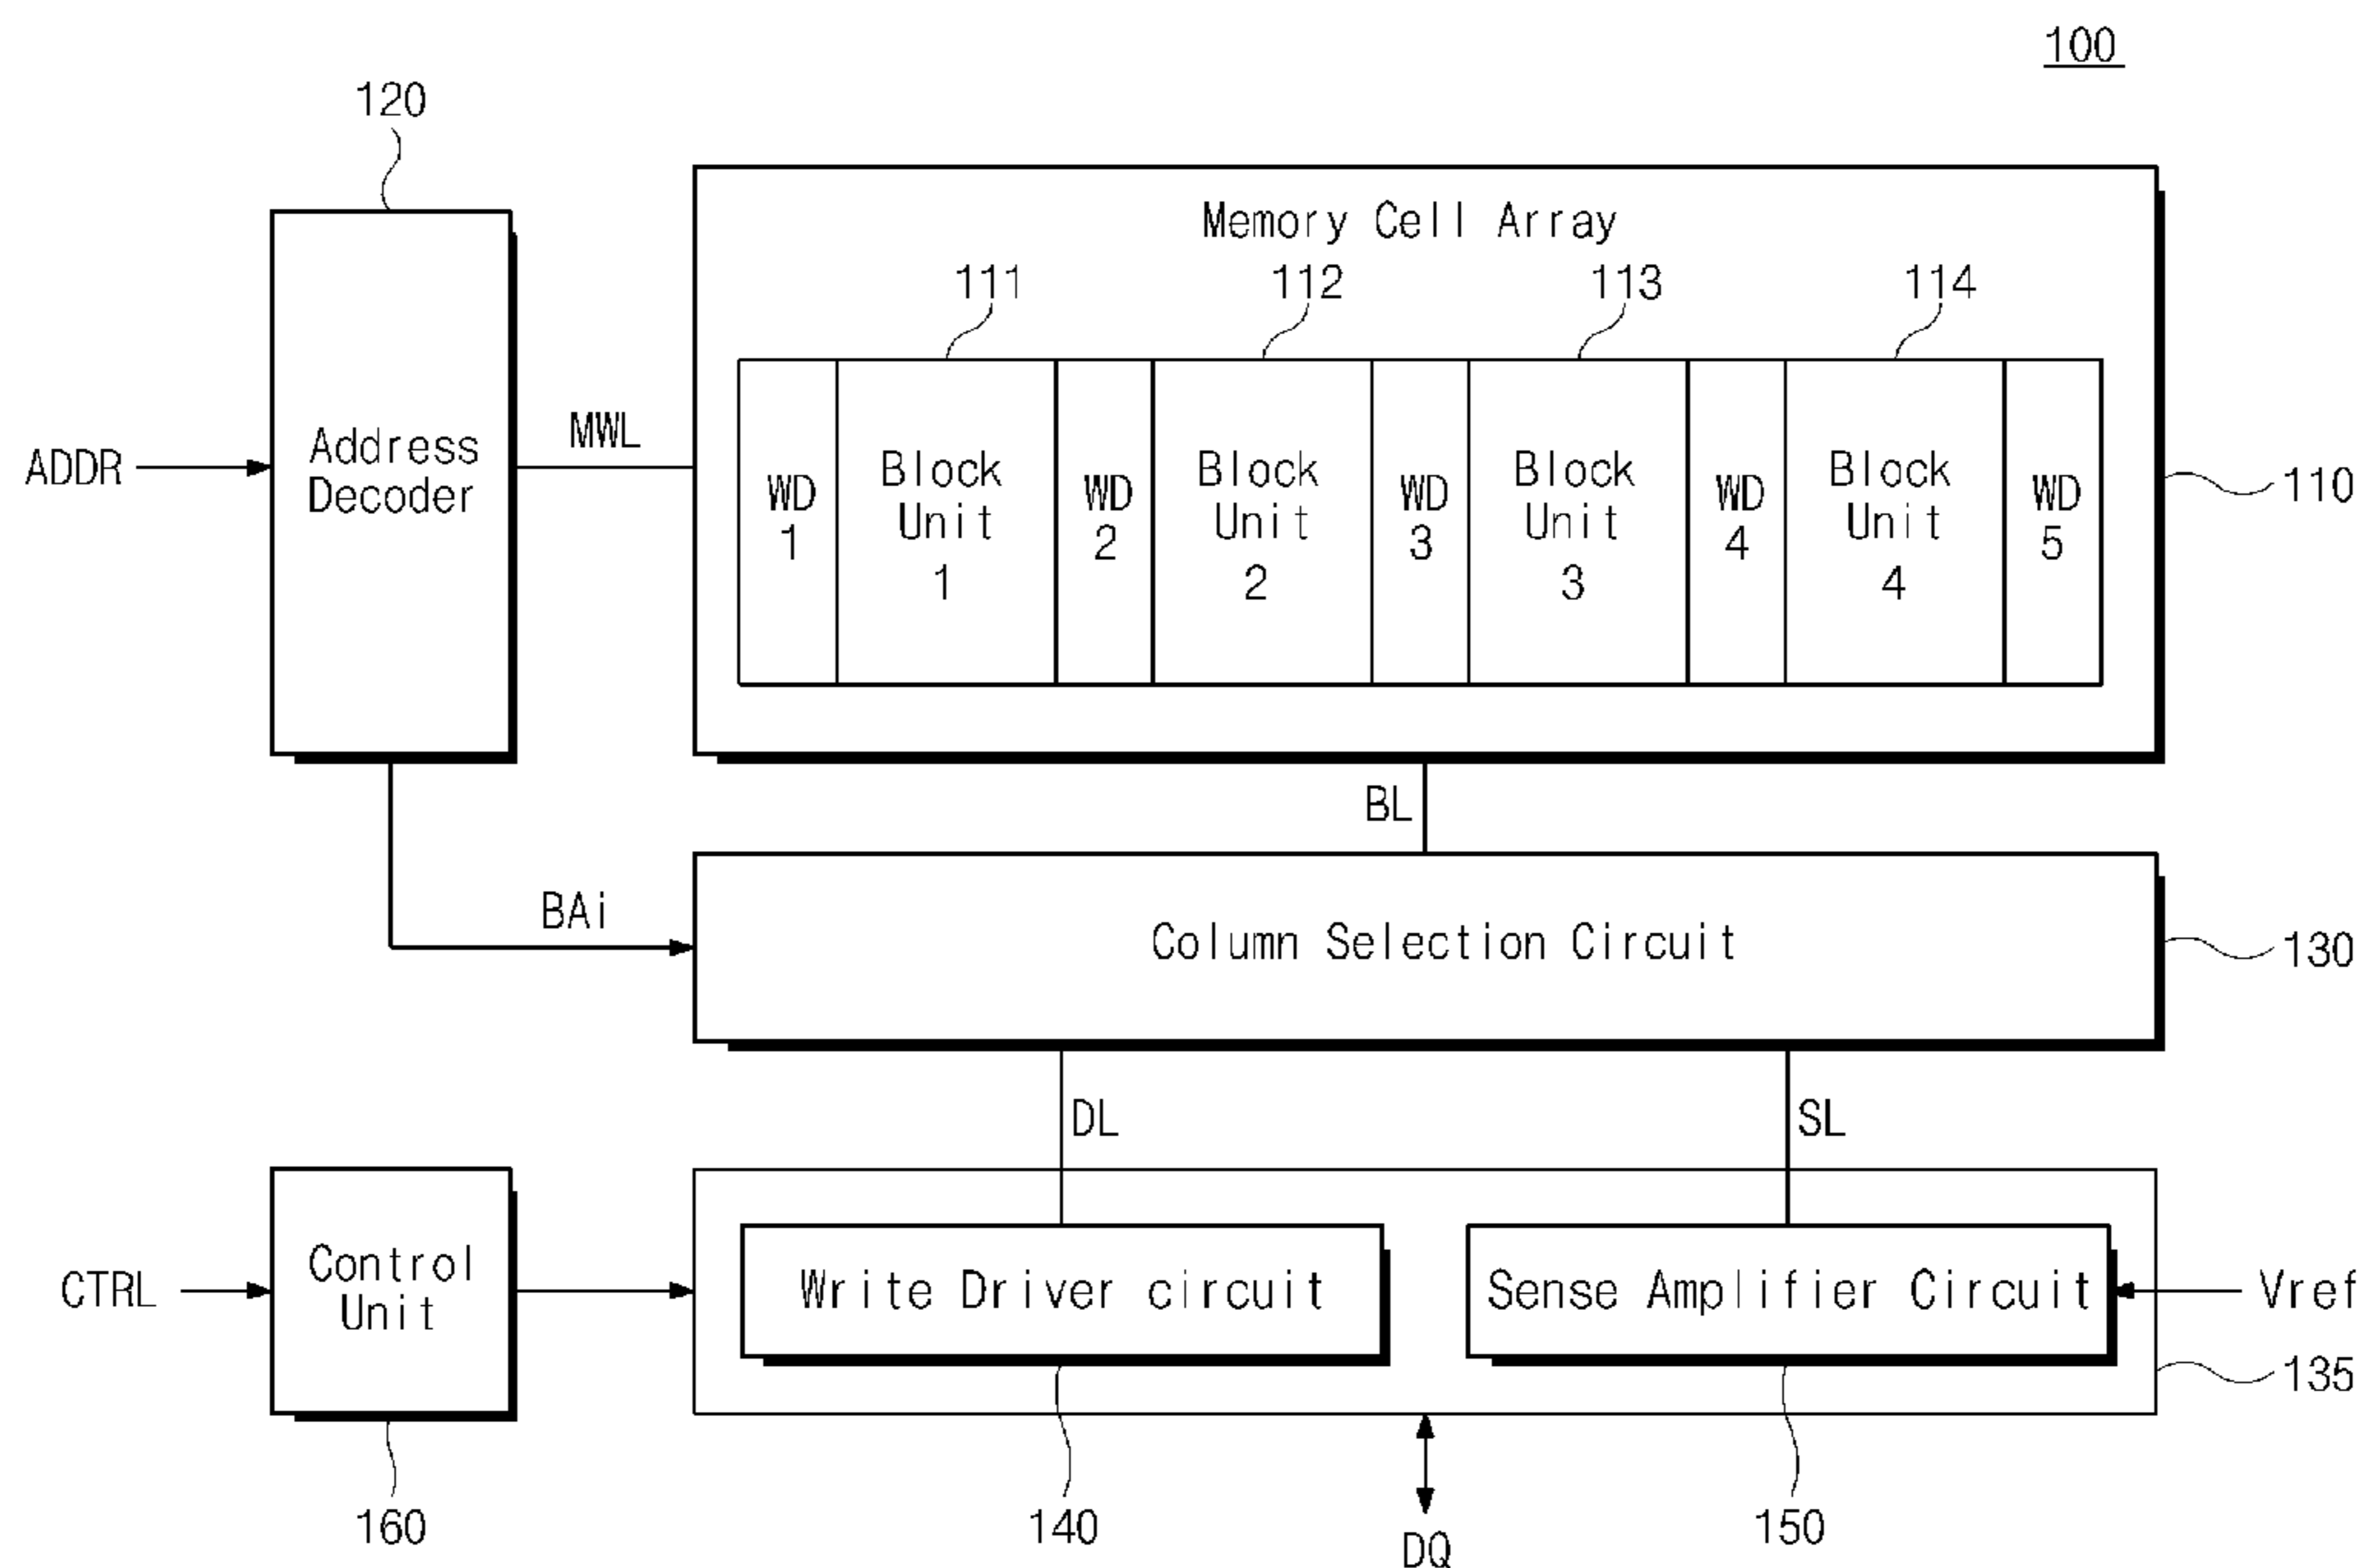 100
120
Memory Cell Array
111
112
113
114
ADDR
Address
Decoder
MWL
WD
1
Block
Unit
1
WD
2
Block
Unit
2
WD
3
Block
Unit
3
WD
4
Block
Unit
4
WD
5
110
BL
BAi
Column Selection Circuit
130
DL
SL
CTRL
Control
Unit
Write Driver circuit
Sense Amplifier Circuit
Vref
135
160
140
150
DQ